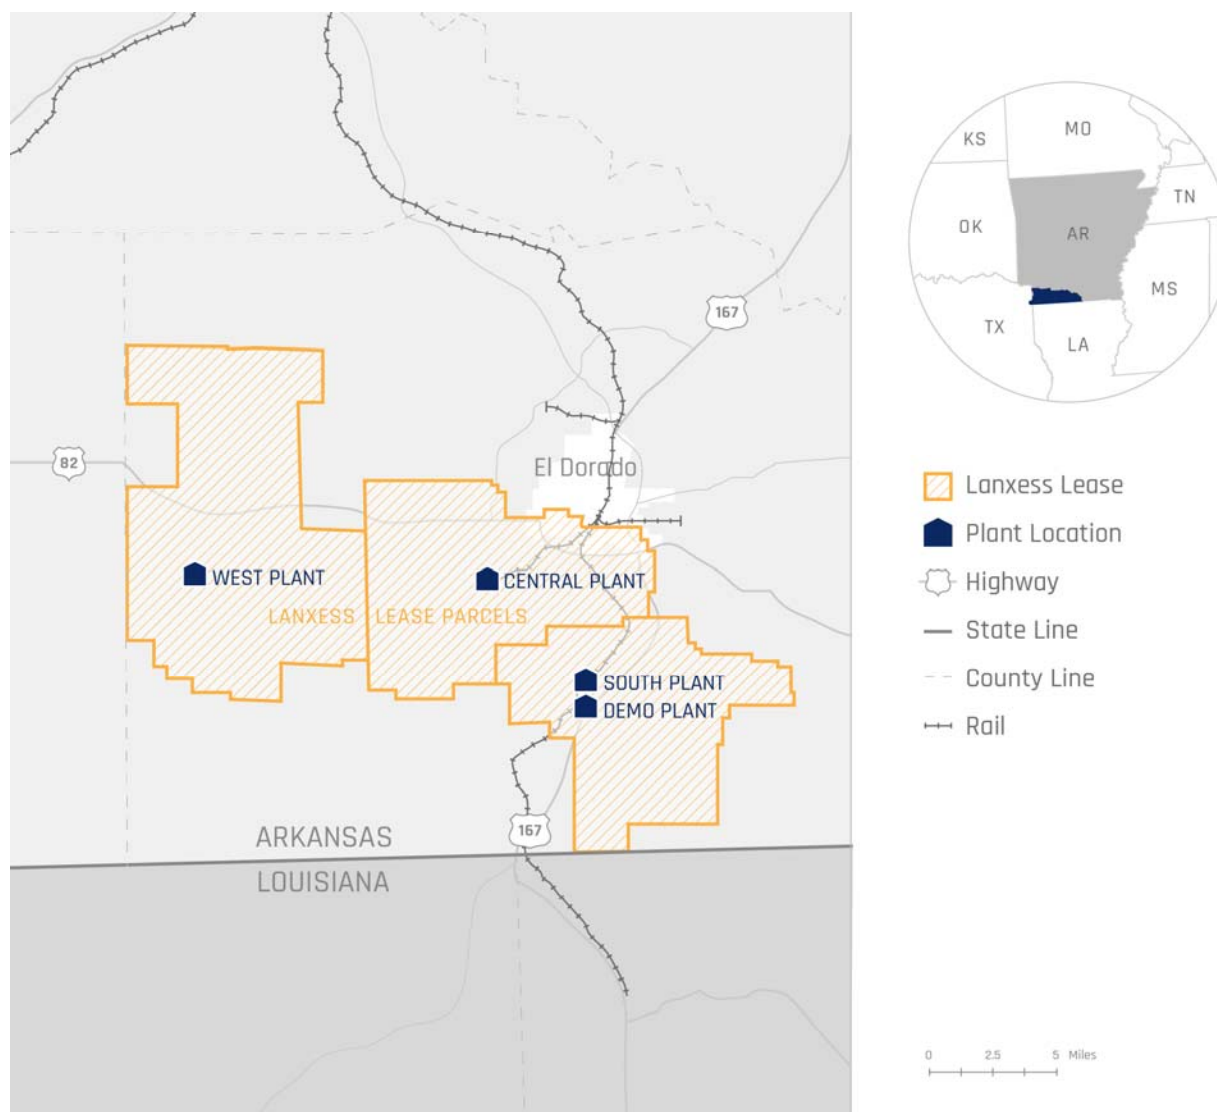 167
82
El Dorado
WEST PLANT
CENTRAL PLANT
LANXESS LEASE PARCELS
SOUTH PLANT
DEMO PLANT
167
ARKANSAS
LOUISIANA
KS
MO
OK
AR
TN
MS
TX
LA
Lanxess Lease
Plant Location
Highway
State Line
County Line
Rail
0 2.5 5 Miles